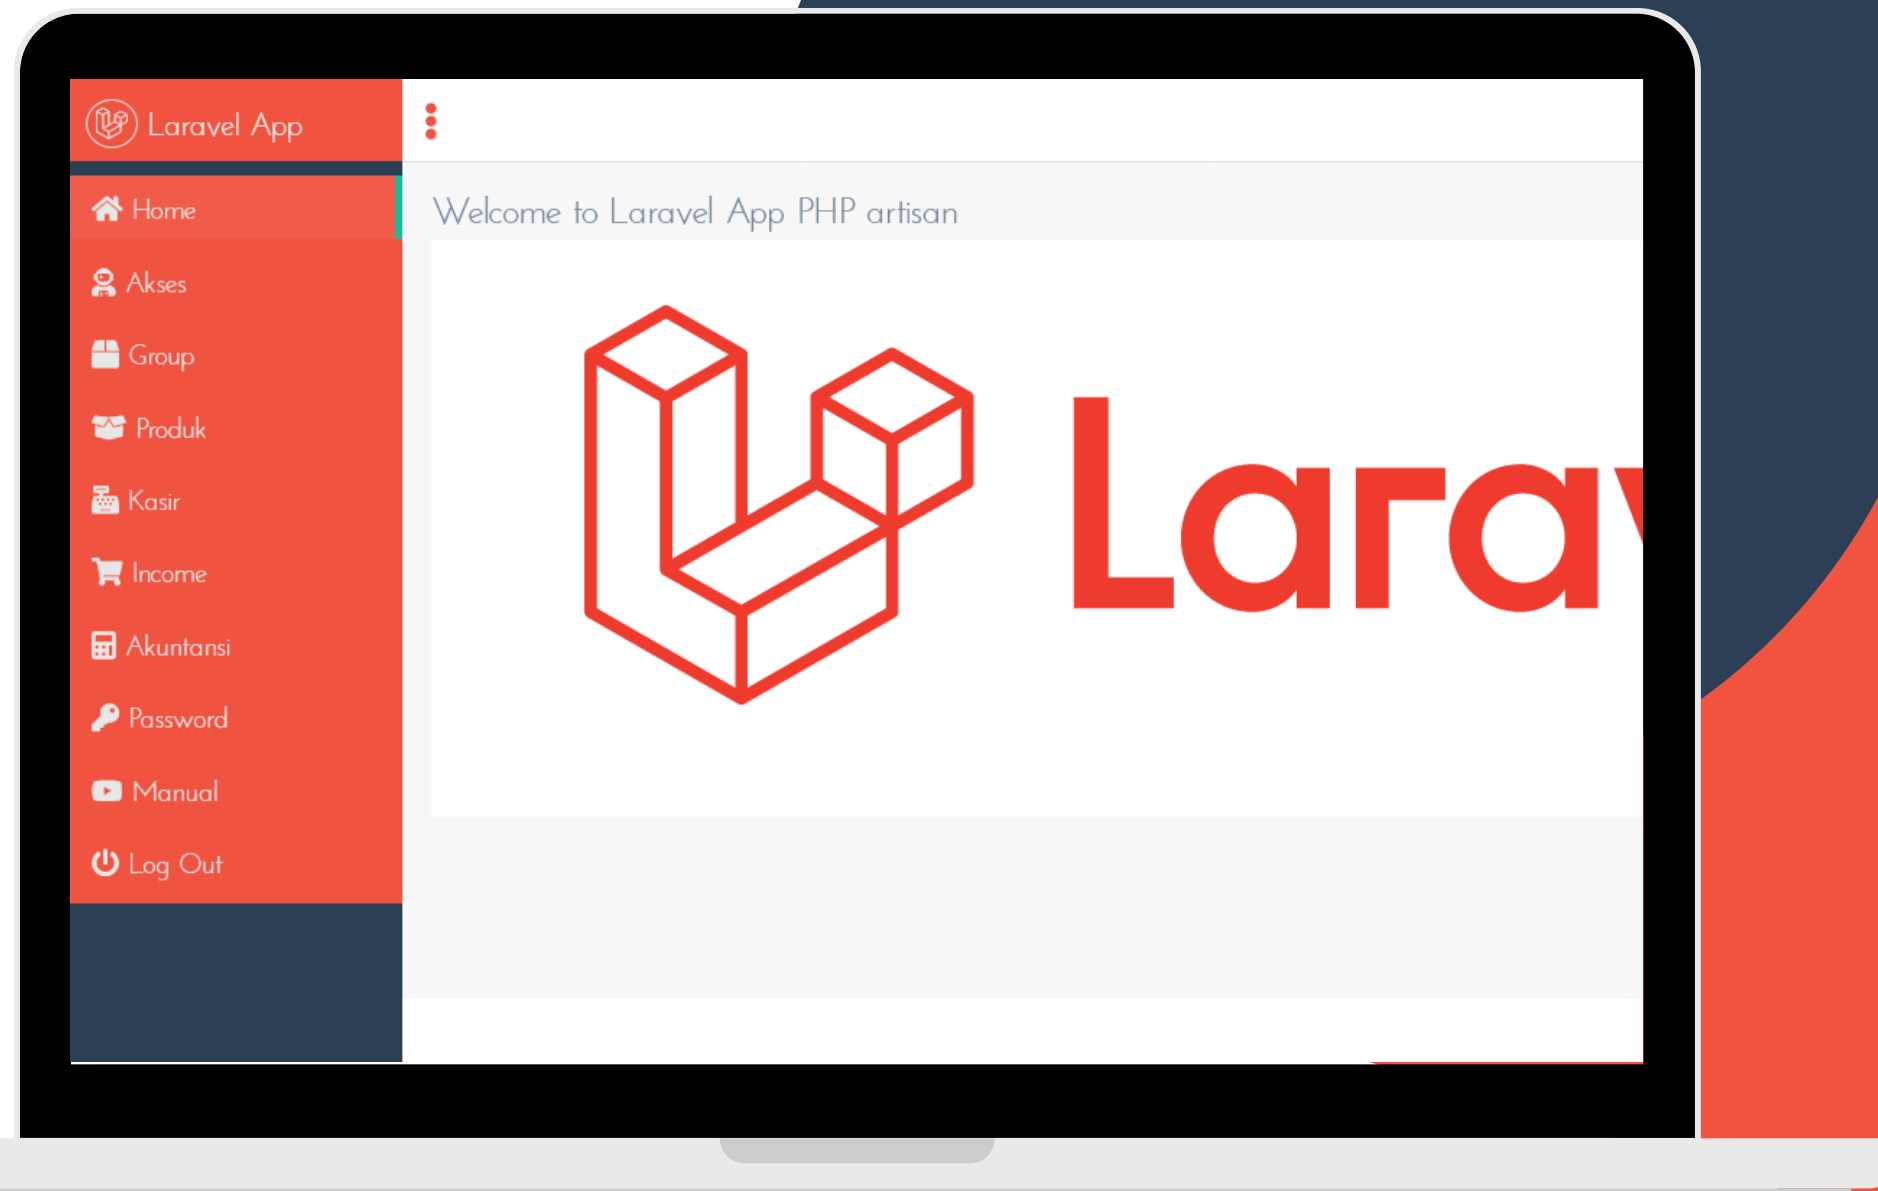 Laravel App
Home
Akses
Group
Produk
Kasir
Income
Akuntansi
Password
Manual
Log Out
Welcome to Laravel App PHP artisan
Larav